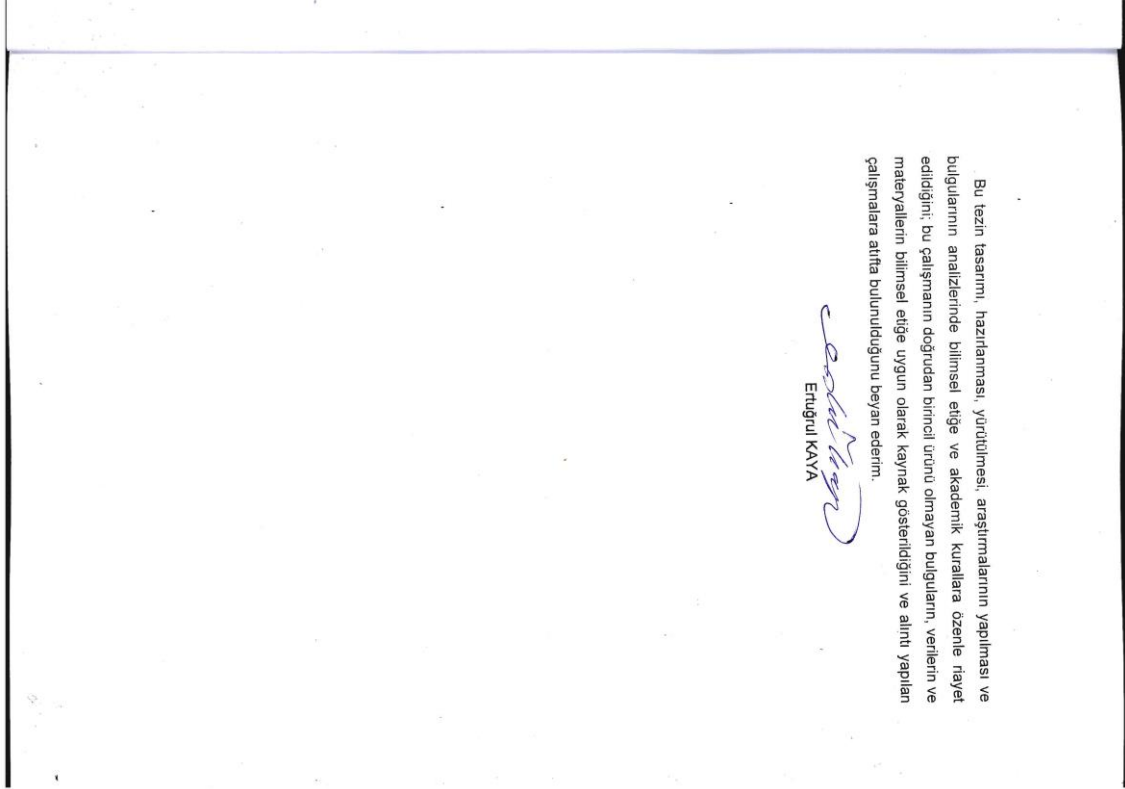 Bu tezin tasarımı, hazırlanması, yürütülmesi, araştırmalarının yapılması ve
bulgularının analizlerinde bilimsel etiğe ve akademik kurallara özenle riayet
edildiğini; bu çalışmanın doğrudan birincil ürünü olmayan bulguların, verilerin ve
materyallerin bilimsel etiğe uygun olarak kaynak gösterildiğini ve alıntı yapılan
çalışmalara atıfta bulunulduğunu beyan ederim.
Ertuğrul KAYA